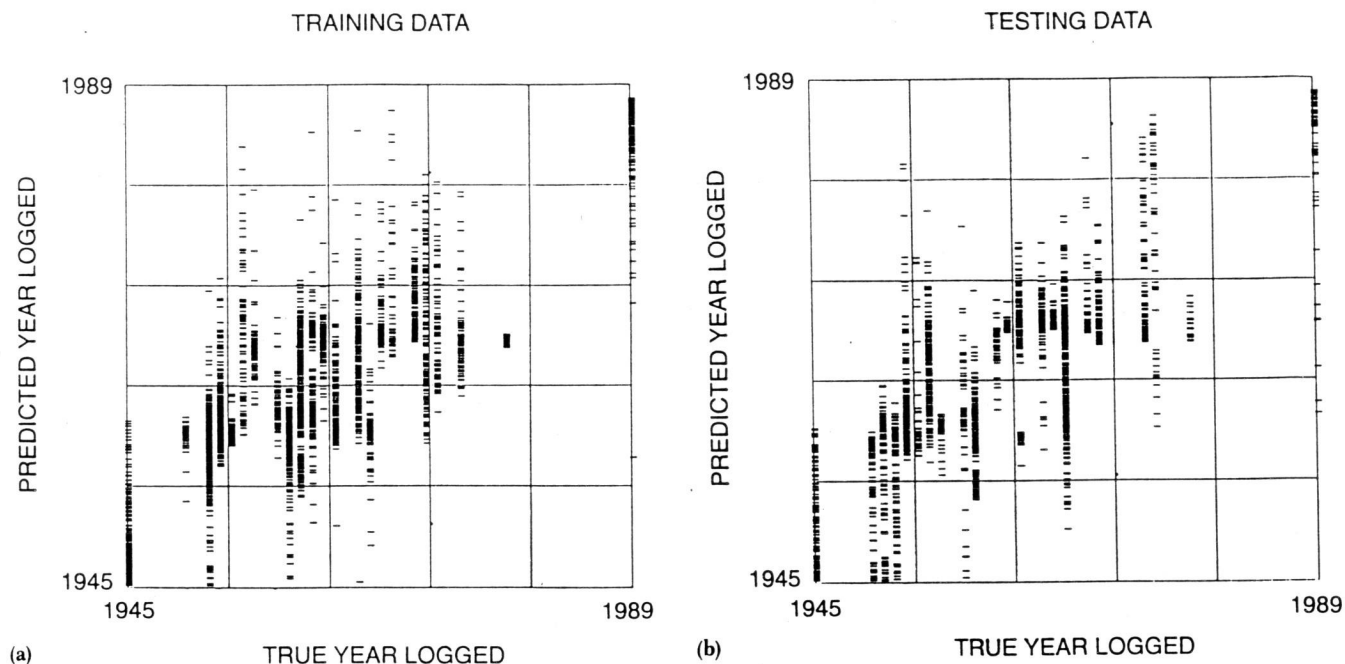 TRAINING DATA
1989
PREDICTED YEAR LOGGED
1945
1945
1989
(a)
TRUE YEAR LOGGED
TESTING DATA
1989
PREDICTED YEAR LOGGED
1945
1945
1989
(b)
TRUE YEAR LOGGED